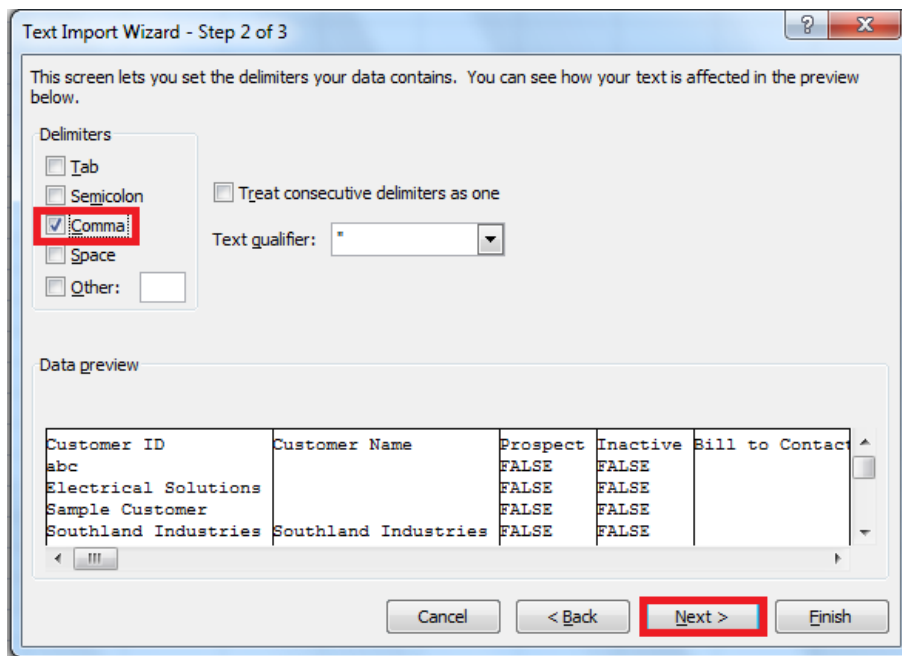 Text Import Wizard - Step 2 of 3
This screen lets you set the delimiters your data contains. You can see how your text is affected in the preview
below.
Delimiters
Tab
Semicolon
Comma
Space
Other:
Treat consecutive delimiters as one
Text qualifier: "
Data preview
Customer ID Customer Name Prospect Inactive Bill to Contact
abc FALSE FALSE
Electrical Solutions FALSE FALSE
Sample Customer FALSE FALSE
Southland Industries Southland Industries FALSE FALSE
Cancel < Back Next > Finish